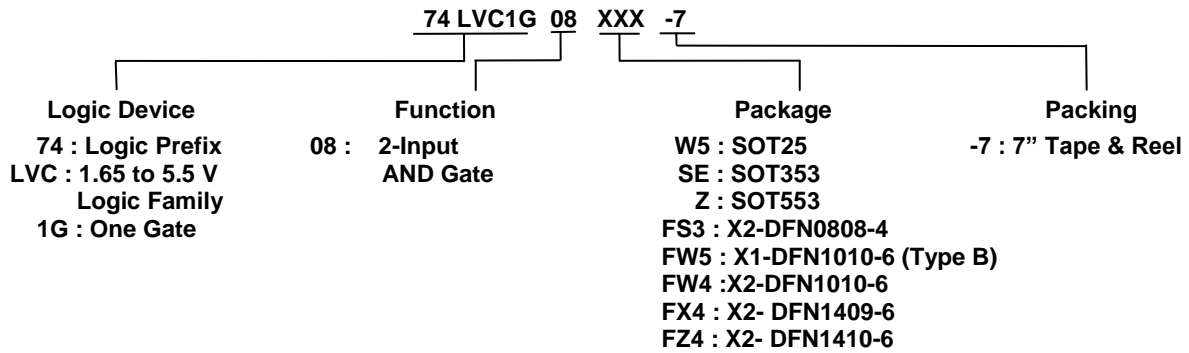 74 LVC1G 08 XXX -7
Logic Device Function Package Packing
74 : Logic Prefix 08 : 2-Input W5 : SOT25 -7 : 7” Tape & Reel
LVC : 1.65 to 5.5 V AND Gate SE : SOT353
Logic Family Z : SOT553
1G : One Gate FS3 : X2-DFN0808-4
FW5 : X1-DFN1010-6 (Type B)
FW4 :X2-DFN1010-6
FX4 : X2- DFN1409-6
FZ4 : X2- DFN1410-6